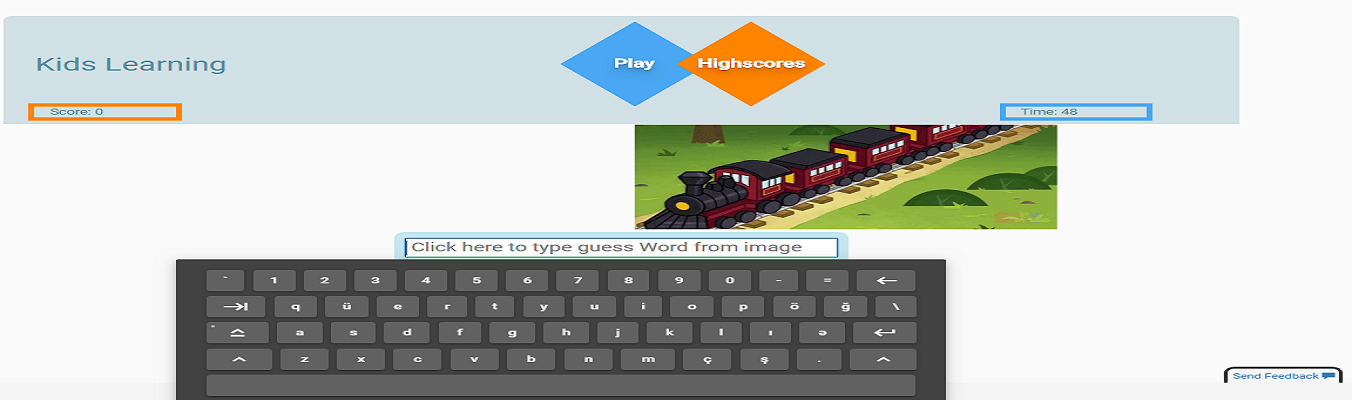 Kids Learning
Play
Highscores
Score: 0
Time: 48
Click here to type guess Word from image
` 1 2 3 4 5 6 7 8 9 0 - =
q ü e r t y u i o p ö ğ \
a s d f g h j k l ı ə
z x c v b n m ç ş .
Send Feedback